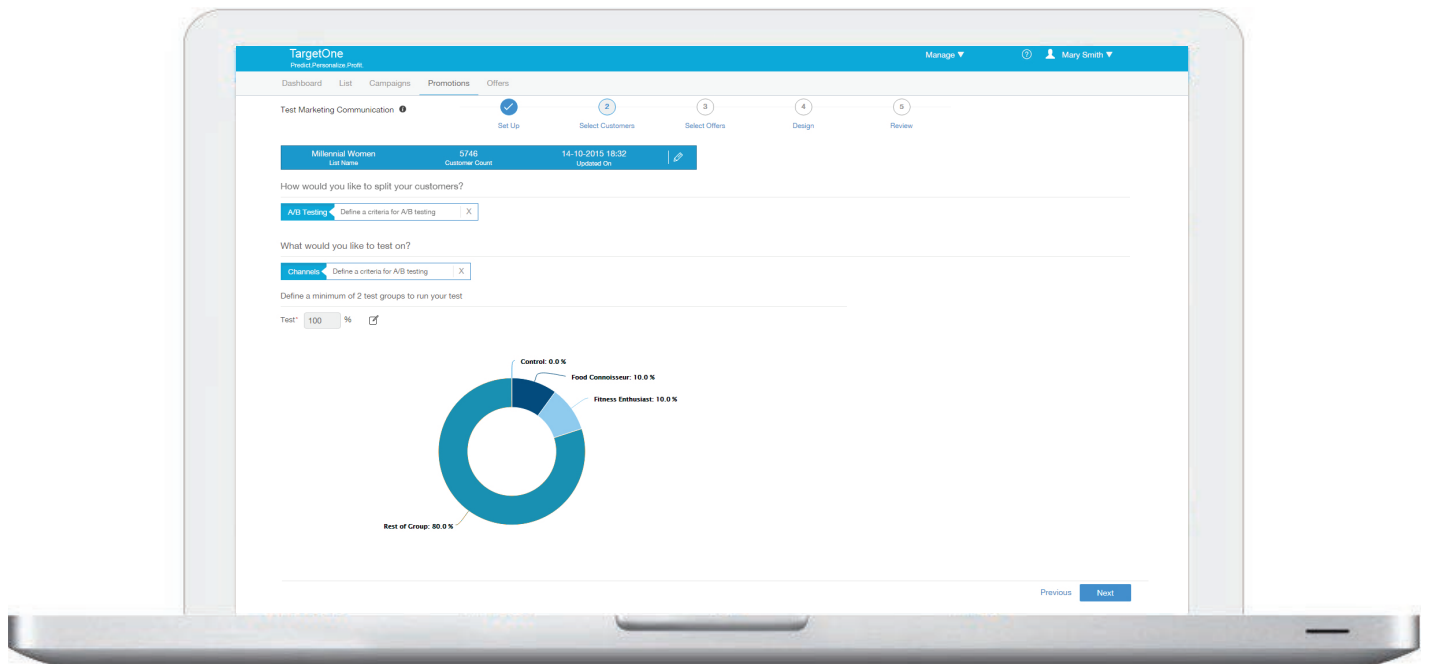 TargetOne
Predict.Personalize.Profit.
Manage ▼
? Mary Smith ▼
Dashboard List Campaigns Promotions Offers
Test Marketing Communication
2 3 4 5
Set Up Select Customers Select Offers Design Review
Millennial Women 5746 14-10-2015 18:32
List Name Customer Count Updated On
How would you like to split your customers?
A/B Testing Define a criteria for A/B testing X
What would you like to test on?
Channels Define a criteria for A/B testing X
Define a minimum of 2 test groups to run your test
Test* 100 %
Control: 0.0 %
Food Connoisseur: 10.0 %
Fitness Enthusiast: 10.0 %
Rest of Group: 80.0 %
Previous Next